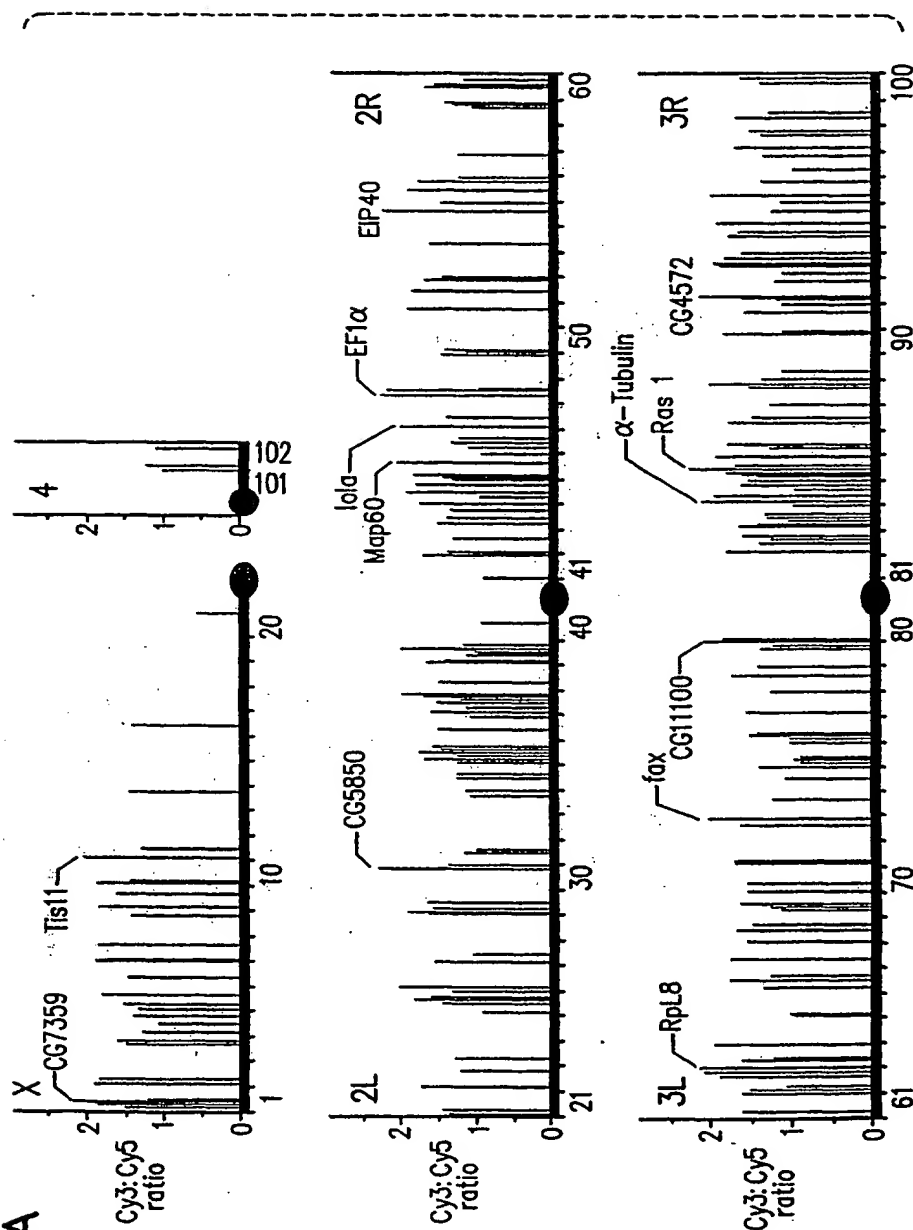 A
X
4
CG7359
Tis11
Cy3:Cy5
ratio
2
1
0
2
1
0
1
10
20
101
102
2L
2R
CG5850
Map60
lola
EF1α
EIP40
Cy3:Cy5
ratio
2
1
0
21
30
40
41
50
60
3L
3R
RpL8
fax
CG11100
α-Tubulin
Ras 1
CG4572
Cy3:Cy5
ratio
2
1
0
61
70
80
81
90
100